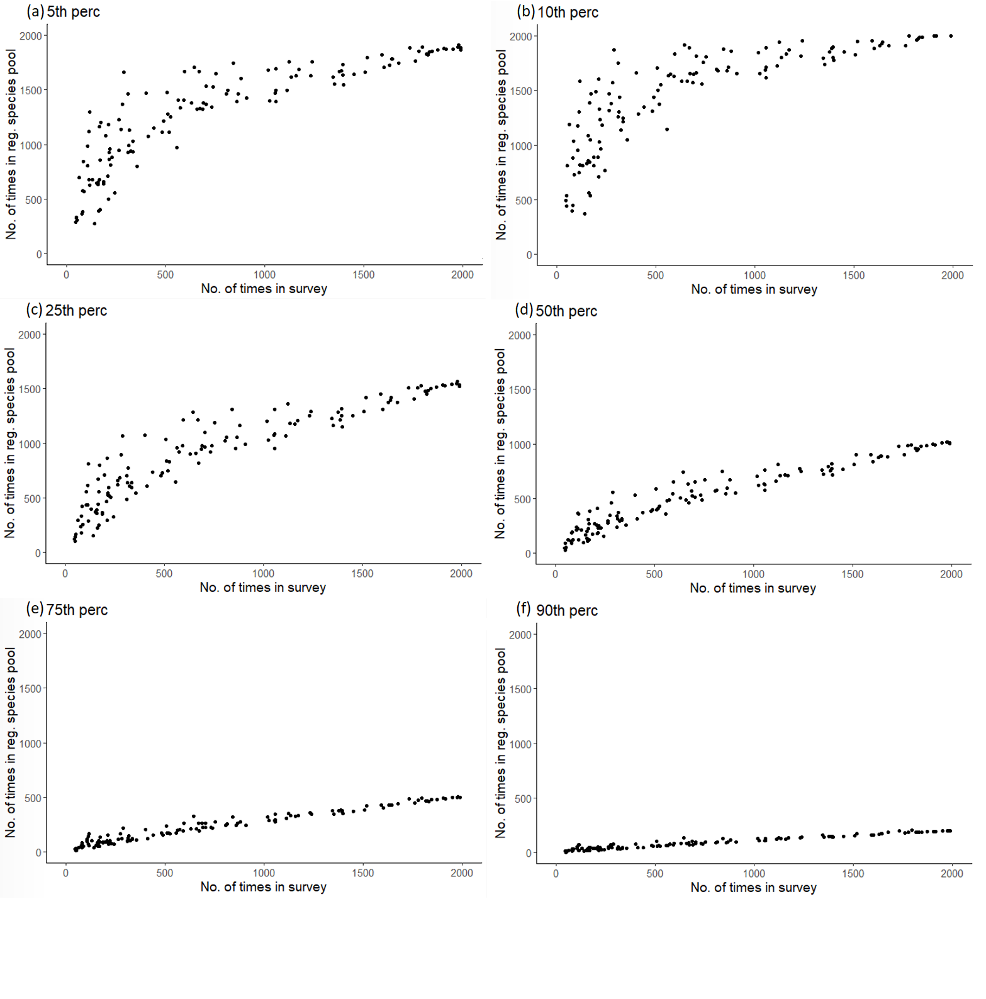 (a) 5th perc
No. of times in reg. species pool
2000
1500
1000
500
0
0 500 1000 1500 2000
No. of times in survey
(b) 10th perc
No. of times in reg. species pool
2000
1500
1000
500
0
0 500 1000 1500 2000
No. of times in survey
(c) 25th perc
No. of times in reg. species pool
2000
1500
1000
500
0
0 500 1000 1500 2000
No. of times in survey
(d) 50th perc
No. of times in reg. species pool
2000
1500
1000
500
0
0 500 1000 1500 2000
No. of times in survey
(e) 75th perc
No. of times in reg. species pool
2000
1500
1000
500
0
0 500 1000 1500 2000
No. of times in survey
(f) 90th perc
No. of times in reg. species pool
2000
1500
1000
500
0
0 500 1000 1500 2000
No. of times in survey